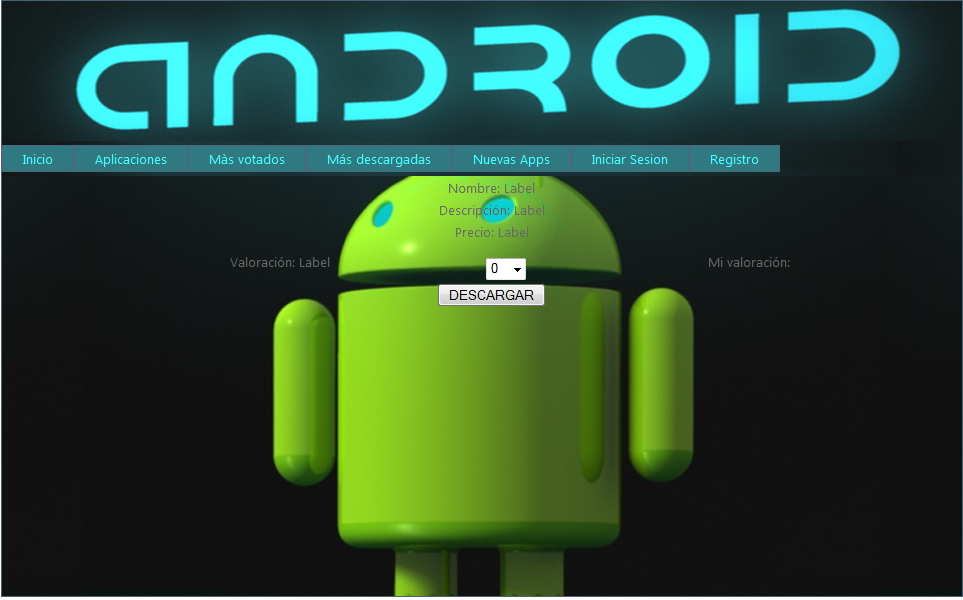 ANDROID
Inicio Aplicaciones Màs votados Más descargadas Nuevas Apps Iniciar Sesion Registro
Nombre: Label
Descripción: Label
Precio: Label
Valoración: Label 0 Mi valoración:
DESCARGAR